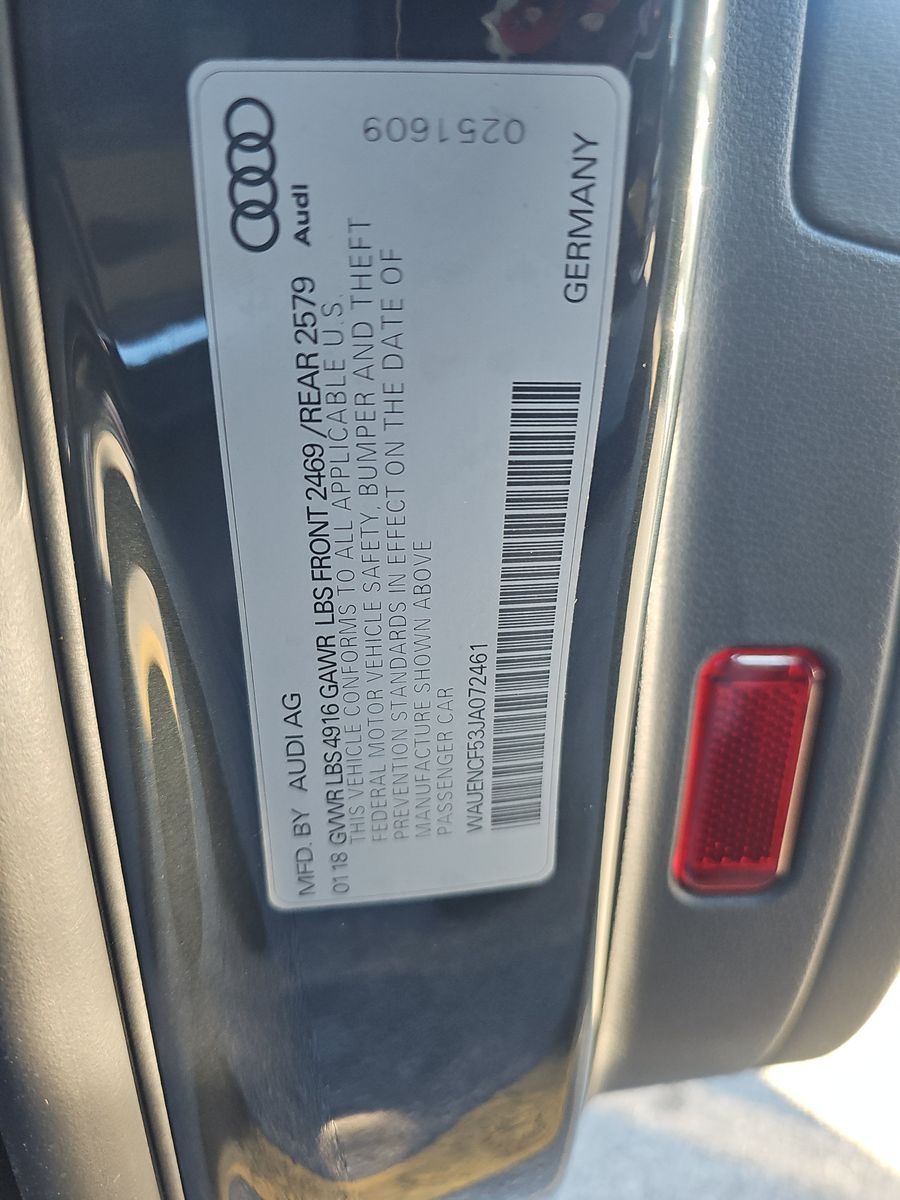 Audi
MFD. BY AUDI AG
0118 GVWR LBS 4916 GAWR LBS FRONT 2469 /REAR 2579
THIS VEHICLE CONFORMS TO ALL APPLICABLE U.S.
FEDERAL MOTOR VEHICLE SAFETY, BUMPER AND THEFT
PREVENTION STANDARDS IN EFFECT ON THE DATE OF
MANUFACTURE SHOWN ABOVE
PASSENGER CAR
WAUENCF53JA072461
GERMANY
0251609